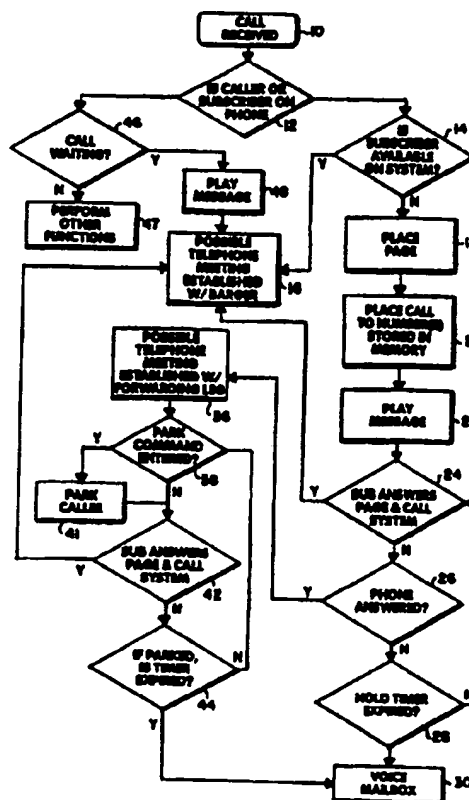 CALL
RECEIVED
10
IS CALLER OR
SUBSCRIBER ON
PHONE
12
46
CALL
WAITING?
Y
N
PLAY
MESSAGE
48
PERFORM
OTHER
FUNCTIONS
47
14
IS
SUBSCRIBER
AVAILABLE
ON SYSTEM?
Y
N
POSSIBLE
TELEPHONE
MEETING
ESTABLISHED
W/ BARGER
16
PLACE
PAGE
PLACE CALL
TO NUMBER(S)
STORED IN
MEMORY
PLAY
MESSAGE
POSSIBLE
TELEPHONE
MEETING
ESTABLISHED W/
FORWARDING LEG
36
PARK
COMMAND
ENTERED?
38
Y
N
PARK
CALLER
41
24
SUB ANSWERS
PAGE & CALL
SYSTEM
Y
N
SUB ANSWERS
PAGE & CALL
SYSTEM
42
Y
N
26
PHONE
ANSWERED?
Y
N
IF PARKED,
IS TIMER
EXPIRED?
44
N
Y
HOLD TIMER
EXPIRED?
28
N
VOICE
MAILBOX
30